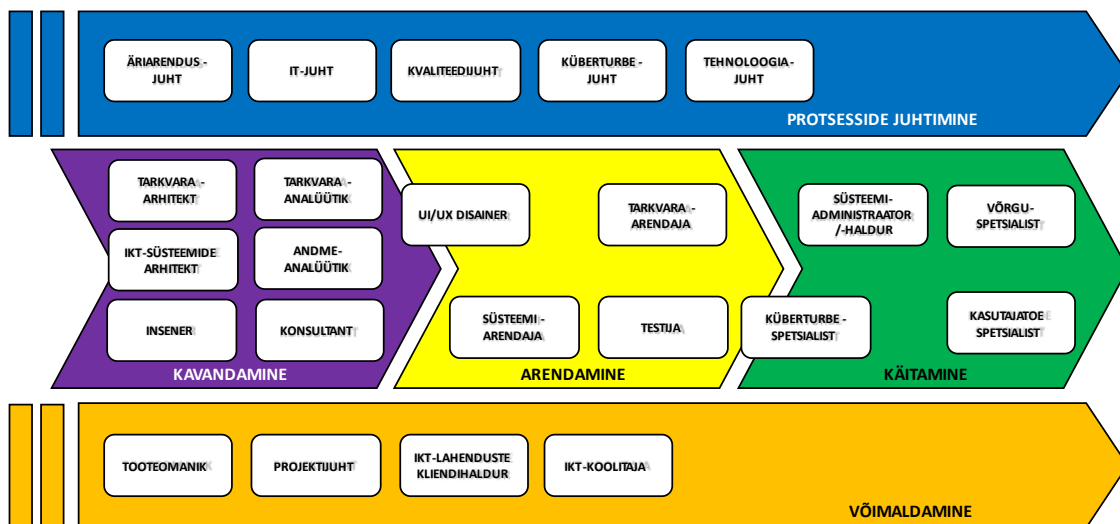 ÄRIARENDUS-
JUHT
IT-JUHT
KVALITEEDIJUHT
KÜBERTURBE-
JUHT
TEHNOLOOGIA-
JUHT
PROTSESSIDE JUHTIMINE
TARKVARA-
ARHITEKT
TARKVARA-
ANALÜÜTIK
IKT-SÜSTEEMIDE
ARHITEKT
ANDME-
ANALÜÜTIK
INSENER
KONSULTANT
KAVANDAMINE
UI/UX DISAINER
TARKVARA-
ARENDAJA
SÜSTEEMI-
ARENDAJA
TESTIJA
ARENDAMINE
SÜSTEEMI-
ADMINISTRAATOR
/-HALDUR
VÕRGU-
SPETSIALIST
KÜBERTURBE-
SPETSIALIST
KASUTAJATOE
SPETSIALIST
KÄITAMINE
TOOTEOMANIK
PROJEKTIJUHT
IKT-LAHENDUSTE
KLIENDIHALDUR
IKT-KOOLITAJA
VÕIMALDAMINE